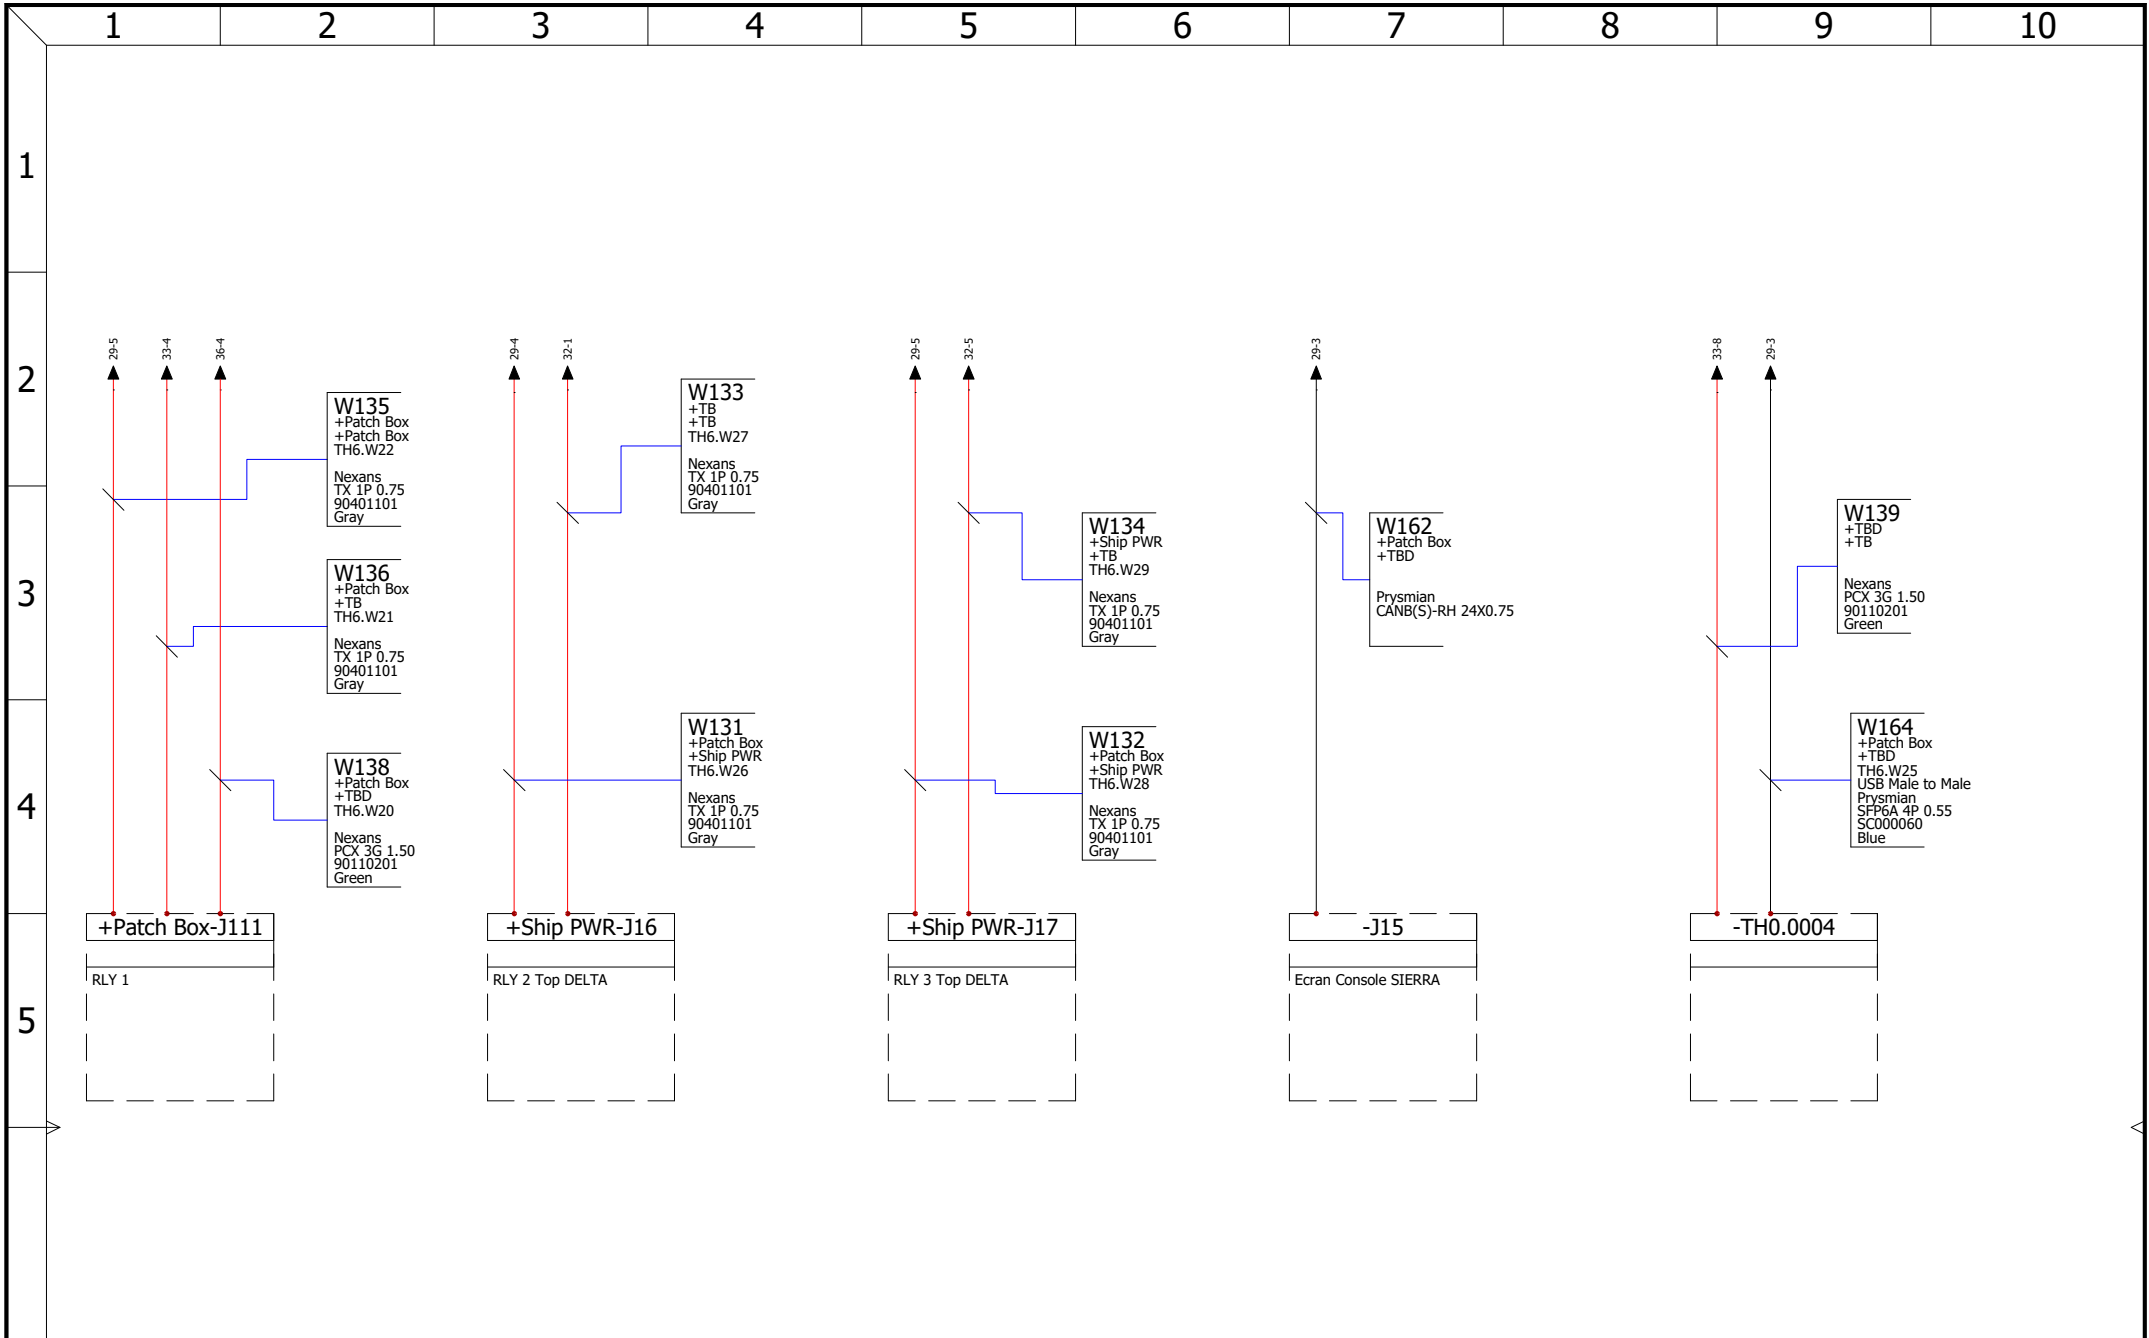 1 2 3 4 5 6 7 8 9 10
1
2
3
4
5
29-5
33-4
36-4
29-4
32-1
29-5
32-5
29-3
33-8
29-3
W135
+Patch Box
+Patch Box
TH6.W22
Nexans
TX 1P 0.75
90401101
Gray
W136
+Patch Box
+TB
TH6.W21
Nexans
TX 1P 0.75
90401101
Gray
W138
+Patch Box
+TBD
TH6.W20
Nexans
PCX 3G 1.50
90110201
Green
W133
+TB
+TB
TH6.W27
Nexans
TX 1P 0.75
90401101
Gray
W131
+Patch Box
+Ship PWR
TH6.W26
Nexans
TX 1P 0.75
90401101
Gray
W134
+Ship PWR
+TB
TH6.W29
Nexans
TX 1P 0.75
90401101
Gray
W132
+Patch Box
+Ship PWR
TH6.W28
Nexans
TX 1P 0.75
90401101
Gray
W162
+Patch Box
+TBD
Prysmian
CANB(S)-RH 24X0.75
W139
+TBD
+TB
Nexans
PCX 3G 1.50
90110201
Green
W164
+Patch Box
+TBD
TH6.W25
USB Male to Male
Prysmian
SFP6A 4P 0.55
SC000060
Blue
+Patch Box-J111
RLY 1
+Ship PWR-J16
RLY 2 Top DELTA
+Ship PWR-J17
RLY 3 Top DELTA
-J15
Ecran Console SIERRA
-TH0.0004